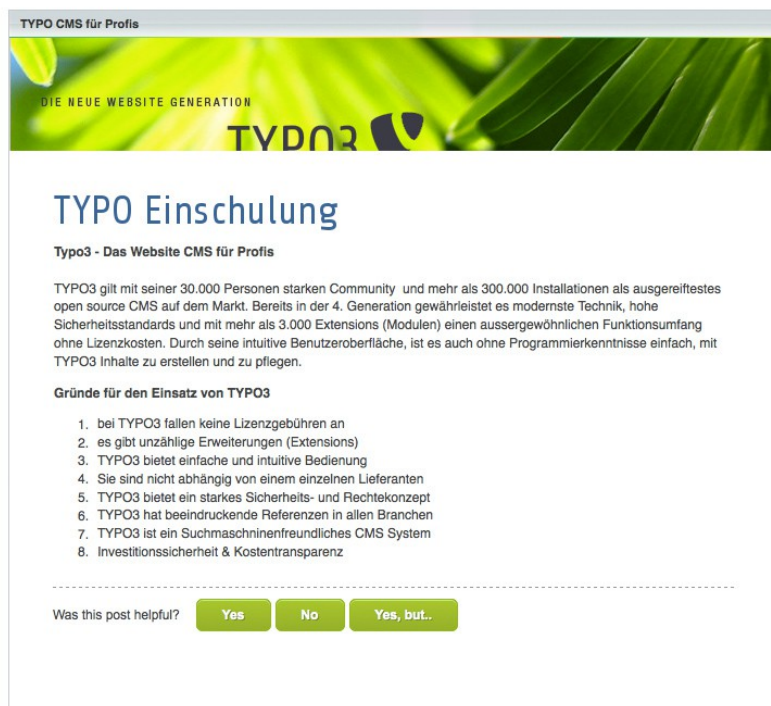 TYPO CMS für Profis
DIE NEUE WEBSITE GENERATION
TYPO3
TYPO Einschulung
Typo3 - Das Website CMS für Profis
TYPO3 gilt mit seiner 30.000 Personen starken Community und mehr als 300.000 Installationen als ausgereiftestes
open source CMS auf dem Markt. Bereits in der 4. Generation gewährleistet es modernste Technik, hohe
Sicherheitsstandards und mit mehr als 3.000 Extensions (Modulen) einen aussergewöhnlichen Funktionsumfang
ohne Lizenzkosten. Durch seine intuitive Benutzeroberfläche, ist es auch ohne Programmierkenntnisse einfach, mit
TYPO3 Inhalte zu erstellen und zu pflegen.
Gründe für den Einsatz von TYPO3
1. bei TYPO3 fallen keine Lizenzgebühren an
2. es gibt unzählige Erweiterungen (Extensions)
3. TYPO3 bietet einfache und intuitive Bedienung
4. Sie sind nicht abhängig von einem einzelnen Lieferanten
5. TYPO3 bietet ein starkes Sicherheits- und Rechtekonzept
6. TYPO3 hat beeindruckende Referenzen in allen Branchen
7. TYPO3 ist ein Suchmaschninenfreundliches CMS System
8. Investitionssicherheit & Kostentransparenz
Was this post helpful? Yes No Yes, but..